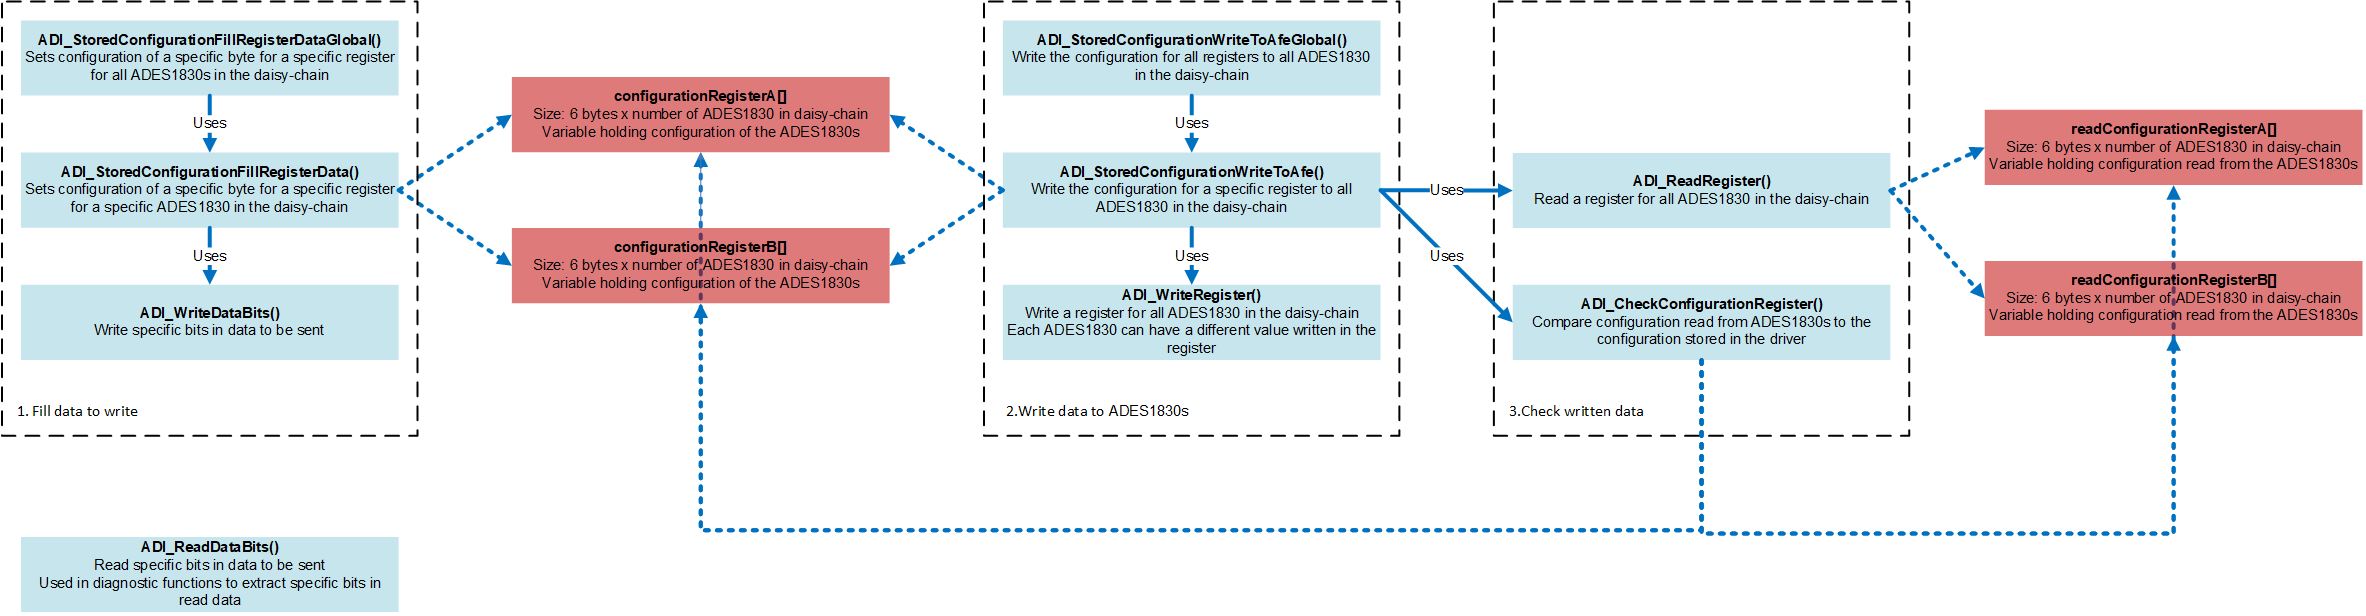 ADI_StoredConfigurationFillRegisterDataGlobal()
Sets configuration of a specific byte for a specific register
for all ADES1830s in the daisy-chain
Uses
ADI_StoredConfigurationFillRegisterData()
Sets configuration of a specific byte for a specific register
for a specific ADES1830 in the daisy-chain
Uses
ADI_WriteDataBits()
Write specific bits in data to be sent
1. Fill data to write
configurationRegisterA[]
Size: 6 bytes x number of ADES1830 in daisy-chain
Variable holding configuration of the ADES1830s
configurationRegisterB[]
Size: 6 bytes x number of ADES1830 in daisy-chain
Variable holding configuration of the ADES1830s
ADI_StoredConfigurationWriteToAfeGlobal()
Write the configuration for all registers to all ADES1830
in the daisy-chain
Uses
ADI_StoredConfigurationWriteToAfe()
Write the configuration for a specific register to all
ADES1830 in the daisy-chain
Uses
ADI_WriteRegister()
Write a register for all ADES1830 in the daisy-chain
Each ADES1830 can have a different value written in the
register
2.Write data to ADES1830s
Uses
Uses
ADI_ReadRegister()
Read a register for all ADES1830 in the daisy-chain
ADI_CheckConfigurationRegister()
Compare configuration read from ADES1830s to the
configuration stored in the driver
3.Check written data
readConfigurationRegisterA[]
Size: 6 bytes x number of ADES1830 in daisy-chain
Variable holding configuration read from the ADES1830s
readConfigurationRegisterB[]
Size: 6 bytes x number of ADES1830 in daisy-chain
Variable holding configuration read from the ADES1830s
ADI_ReadDataBits()
Read specific bits in data to be sent
Used in diagnostic functions to extract specific bits in
read data